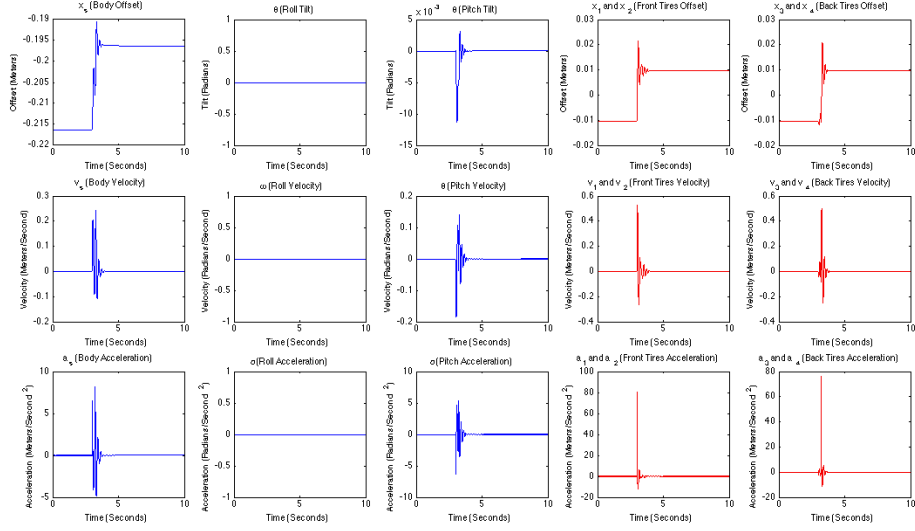 x_s (Body Offset)
θ (Roll Tilt)
θ (Pitch Tilt)
x_1 and x_2 (Front Tires Offset)
x_3 and x_4 (Back Tires Offset)
Offset (Meters)
-0.19
-0.195
-0.2
-0.205
-0.21
-0.215
-0.22
0 5 10
Time (Seconds)
Tilt (Radians)
1
0.5
0
-0.5
-1
0 5 10
Time (Seconds)
Tilt (Radians)
x 10^-3
5
0
-5
-10
-15
0 5 10
Time (Seconds)
Offset (Meters)
0.03
0.02
0.01
0
-0.01
-0.02
0 5 10
Time (Seconds)
Offset (Meters)
0.03
0.02
0.01
0
-0.01
-0.02
0 5 10
Time (Seconds)
v_s (Body Velocity)
ω (Roll Velocity)
θ (Pitch Velocity)
v_1 and v_2 (Front Tires Velocity)
v_3 and v_4 (Back Tires Velocity)
Velocity (Meters/Second)
0.3
0.2
0.1
0
-0.1
-0.2
0 5 10
Time (Seconds)
Velocity (Radians/Second)
1
0.5
0
-0.5
-1
0 5 10
Time (Seconds)
Velocity (Radians/Second)
0.2
0.1
0
-0.1
-0.2
0 5 10
Time (Seconds)
Velocity (Meters/Second)
0.6
0.4
0.2
0
-0.2
-0.4
0 5 10
Time (Seconds)
Velocity (Meters/Second)
0.6
0.4
0.2
0
-0.2
-0.4
0 5 10
Time (Seconds)
a_s (Body Acceleration)
σ (Roll Acceleration)
σ (Pitch Acceleration)
a_1 and a_2 (Front Tires Acceleration)
a_3 and a_4 (Back Tires Acceleration)
Acceleration (Meters/Second^2)
10
5
0
-5
0 5 10
Time (Seconds)
Acceleration (Radians/Second^2)
1
0.5
0
-0.5
-1
0 5 10
Time (Seconds)
Acceleration (Radians/Second^2)
10
5
0
-5
-10
0 5 10
Time (Seconds)
Acceleration (Meters/Second^2)
100
80
60
40
20
0
-20
0 5 10
Time (Seconds)
Acceleration (Meters/Second^2)
80
60
40
20
0
-20
0 5 10
Time (Seconds)